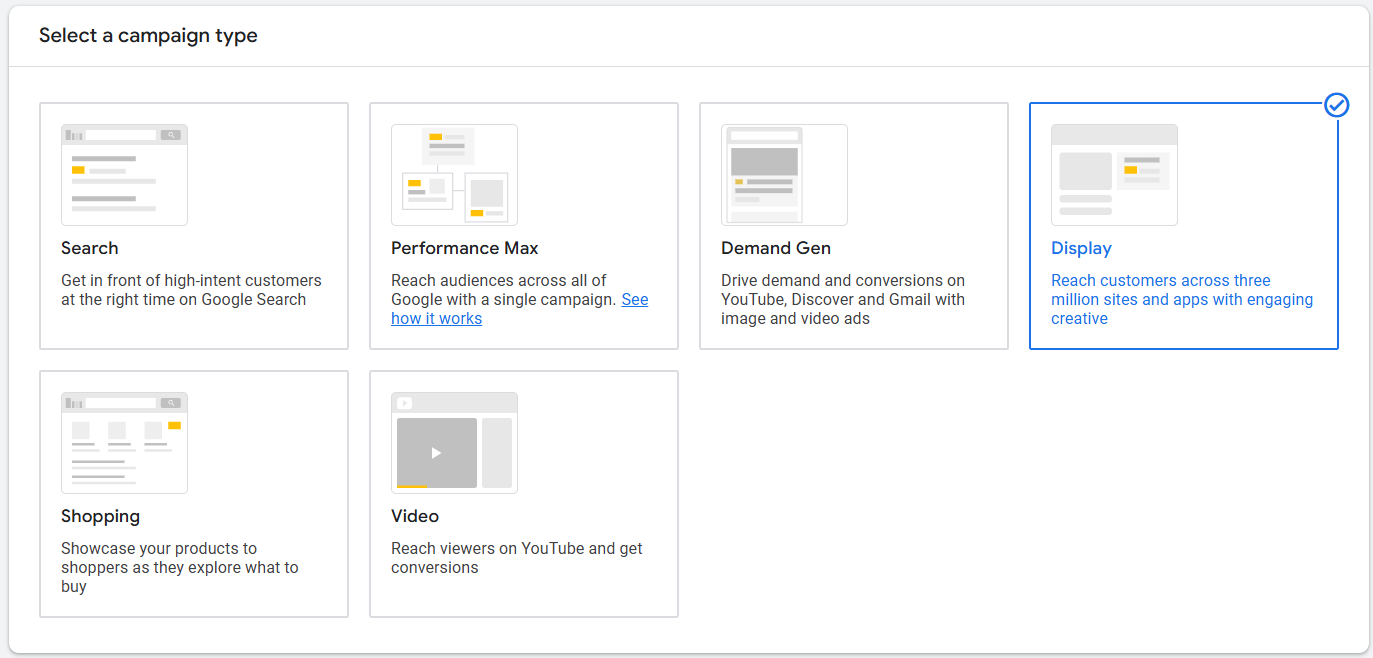 Select a campaign type
Search
Get in front of high-intent customers
at the right time on Google Search
Performance Max
Reach audiences across all of
Google with a single campaign. See
how it works
Demand Gen
Drive demand and conversions on
YouTube, Discover and Gmail with
image and video ads
Display
Reach customers across three
million sites and apps with engaging
creative
Shopping
Showcase your products to
shoppers as they explore what to
buy
Video
Reach viewers on YouTube and get
conversions